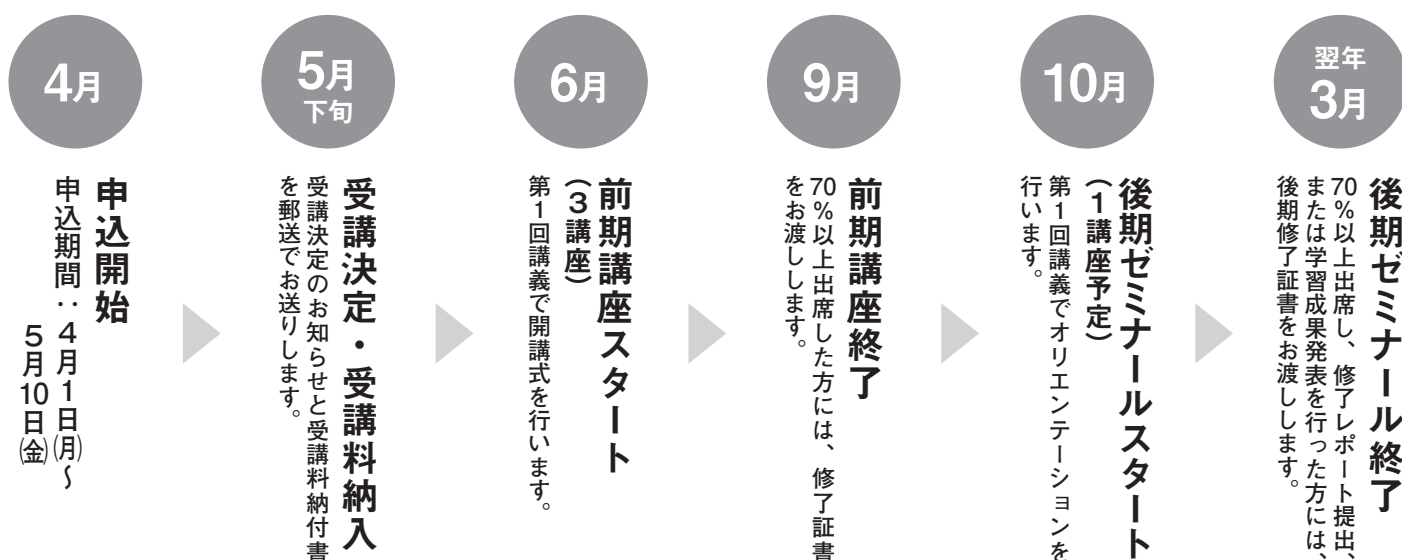 4月
申込開始
申込期間:4月1日㈪〜
5月10日㈮
5月
下旬
受講決定・受講料納入
受講決定のお知らせと受講料納付書
を郵送でお送りします。
6月
前期講座スタート
(3講座)
第1回講義で開講式を行います。
9月
前期講座終了
70%以上出席した方には、修了証書
をお渡しします。
10月
後期ゼミナールスタート
(1講座予定)
第1回講義でオリエンテーションを
行います。
翌年
3月
後期ゼミナール終了
70%以上出席し、修了レポート提出、
または学習成果発表を行った方には、
後期修了証書をお渡しします。